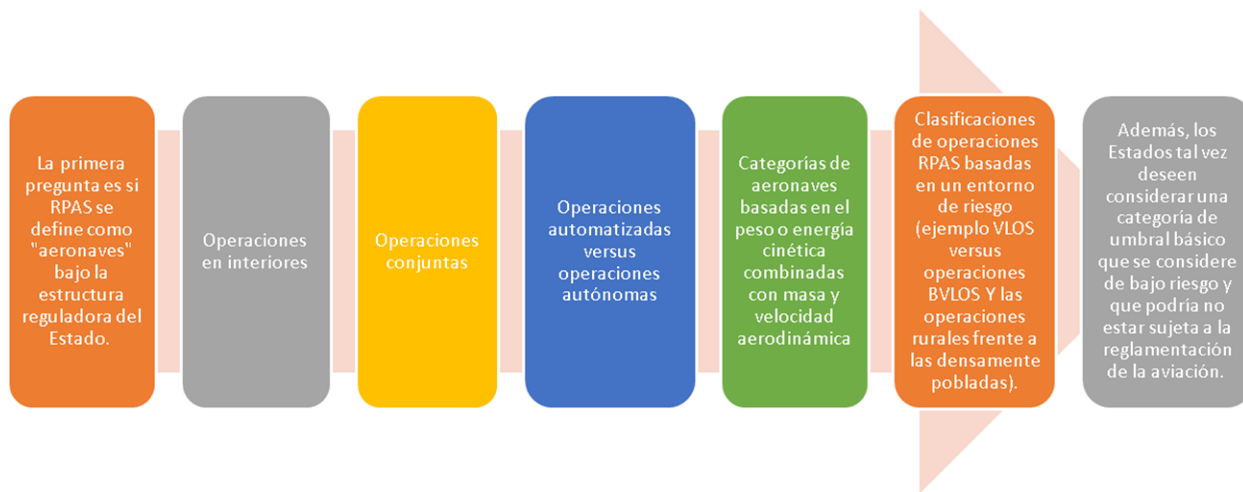 La primera
pregunta es si
RPAS se
define como
"aeronaves"
bajo la
estructura
reguladora del
Estado.
Operaciones
en interiores
Operaciones
conjuntas
Operaciones
automatizadas
versus
operaciones
autónomas
Categorías de
aeronaves
basadas en el
peso o energía
cinética
combinadas
con masa y
velocidad
aerodinámica
Clasificaciones
de operaciones
RPAS basadas
en un entorno
de riesgo
(ejemplo VLOS
versus
operaciones
BVLOS Y las
operaciones
rurales frente a
las densamente
pobladas).
Además, los
Estados tal vez
deseen
considerar una
categoría de
umbral básico
que se considere
de bajo riesgo y
que podría no
estar sujeta a la
reglamentación
de la aviación.